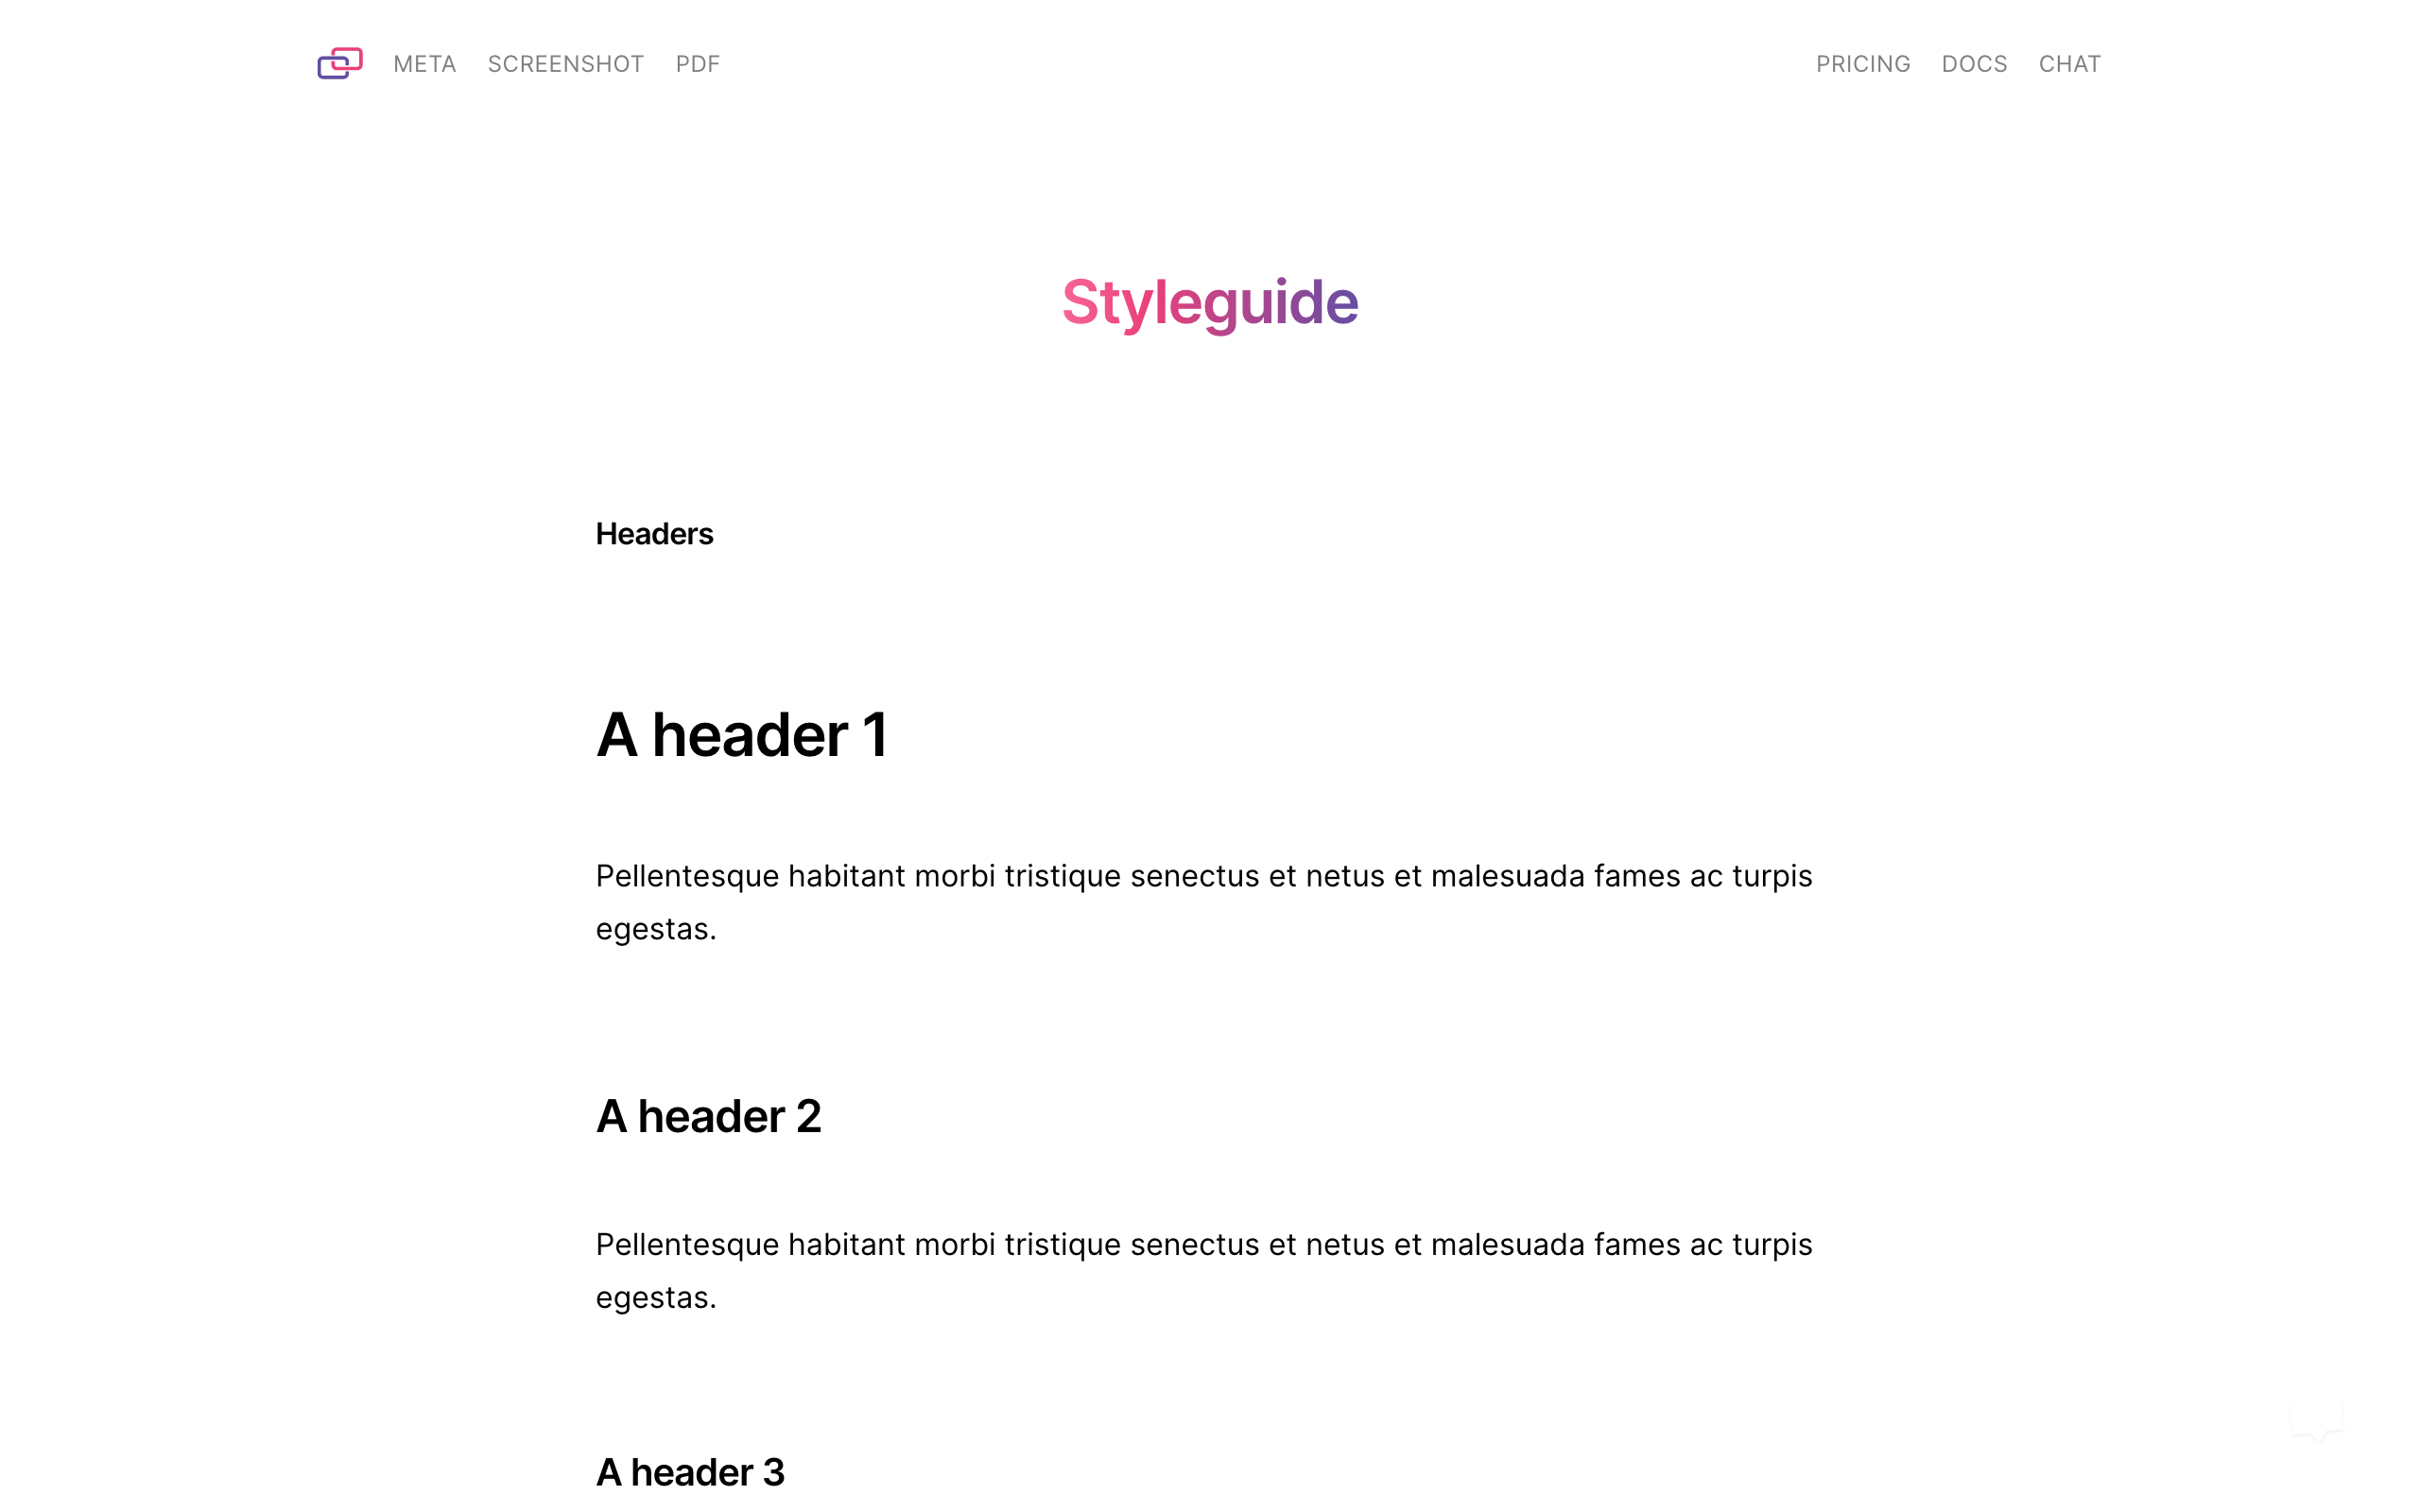 META SCREENSHOT PDF PRICING DOCS CHAT
Styleguide
Headers
A header 1
Pellentesque habitant morbi tristique senectus et netus et malesuada fames ac turpis
egestas.
A header 2
Pellentesque habitant morbi tristique senectus et netus et malesuada fames ac turpis
egestas.
A header 3